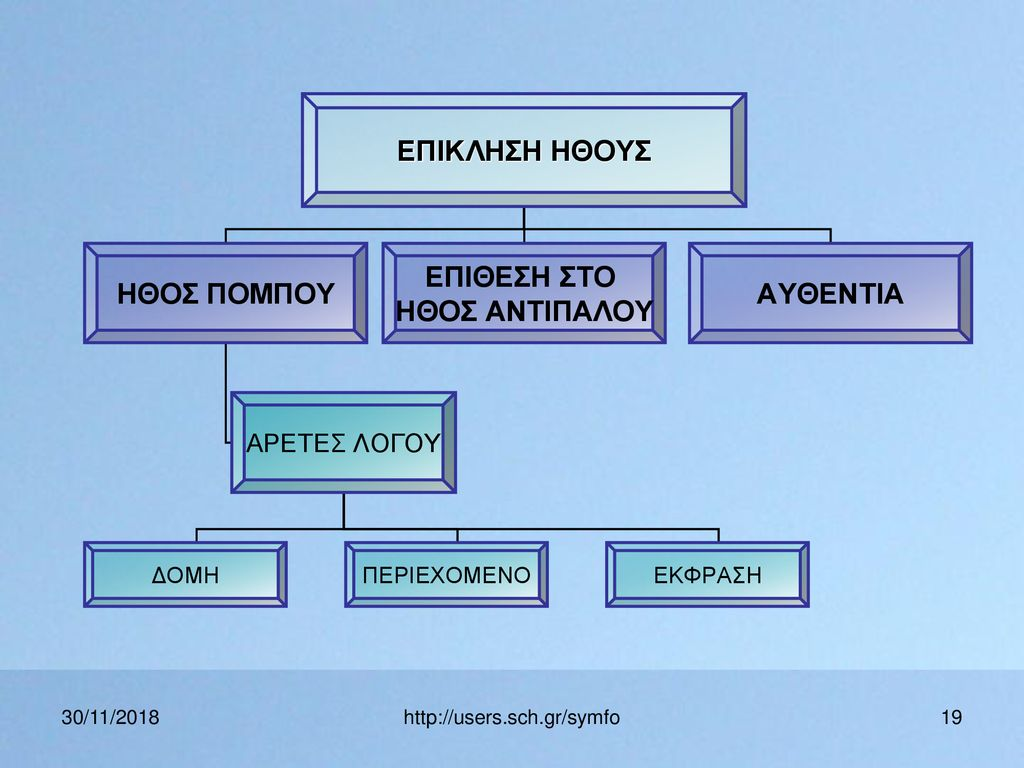 ΕΠΙΚΛΗΣΗ ΗΘΟΥΣ
ΗΘΟΣ ΠΟΜΠΟΥ
ΕΠΙΘΕΣΗ ΣΤΟ
ΗΘΟΣ ΑΝΤΙΠΑΛΟΥ
ΑΥΘΕΝΤΙΑ
ΑΡΕΤΕΣ ΛΟΓΟΥ
ΔΟΜΗ
ΠΕΡΙΕΧΟΜΕΝΟ
ΕΚΦΡΑΣΗ
30/11/2018
http://users.sch.gr/symfo
19